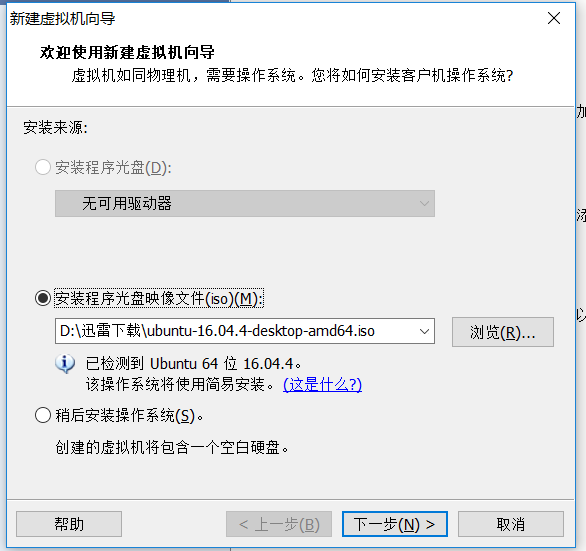 新建虚拟机向导
欢迎使用新建虚拟机向导
虚拟机如同物理机，需要操作系统。您将如何安装客户机操作系统?
加
安装来源:
安装程序光盘(D):
无可用驱动器
添
安装程序光盘映像文件(iso)(M):
以
D:\迅雷下载\ubuntu-16.04.4-desktop-amd64.iso
浏览(R)...
已检测到 Ubuntu 64 位 16.04.4。
该操作系统将使用简易安装。 (这是什么?)
稍后安装操作系统(S)。
创建的虚拟机将包含一个空白硬盘。
帮助
< 上一步(B)
下一步(N) >
取消